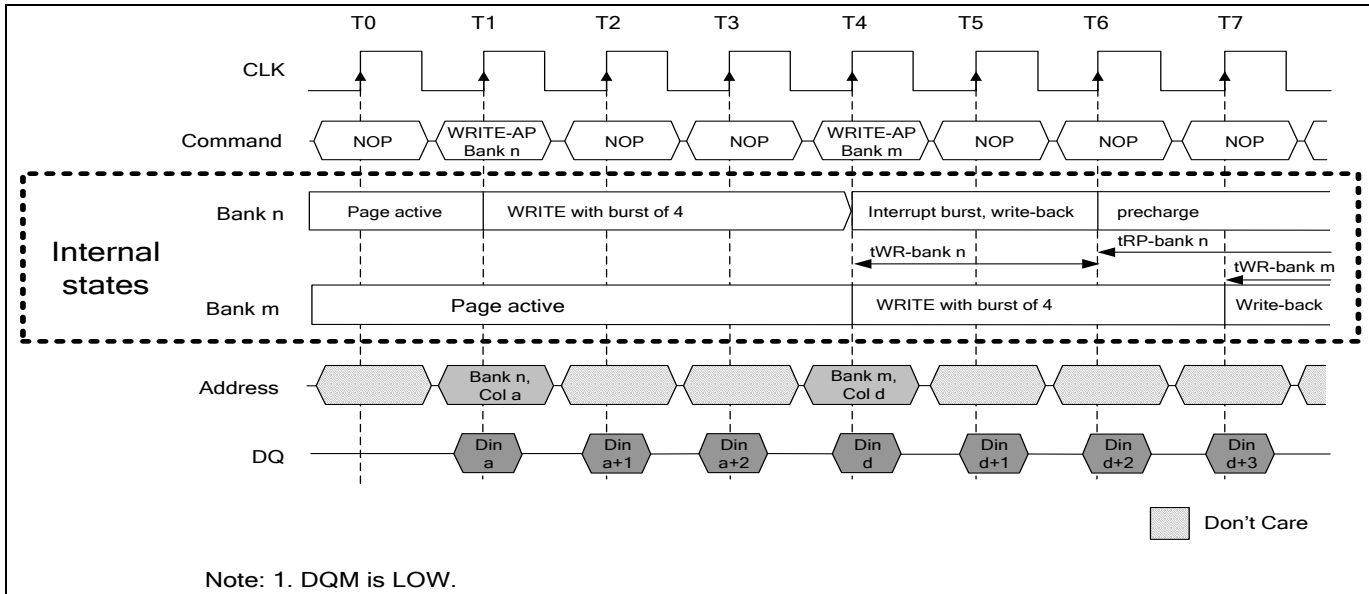 T0 T1 T2 T3 T4 T5 T6 T7
CLK
Command NOP WRITE-AP Bank n NOP NOP WRITE-AP Bank m NOP NOP NOP
Internal states
Bank n Page active WRITE with burst of 4 Interrupt burst, write-back precharge
tWR-bank n tRP-bank n
tWR-bank m
Bank m Page active WRITE with burst of 4 Write-back
Address Bank n, Col a Bank m, Col d
DQ Din a Din a+1 Din a+2 Din d Din d+1 Din d+2 Din d+3
Don't Care
Note: 1. DQM is LOW.